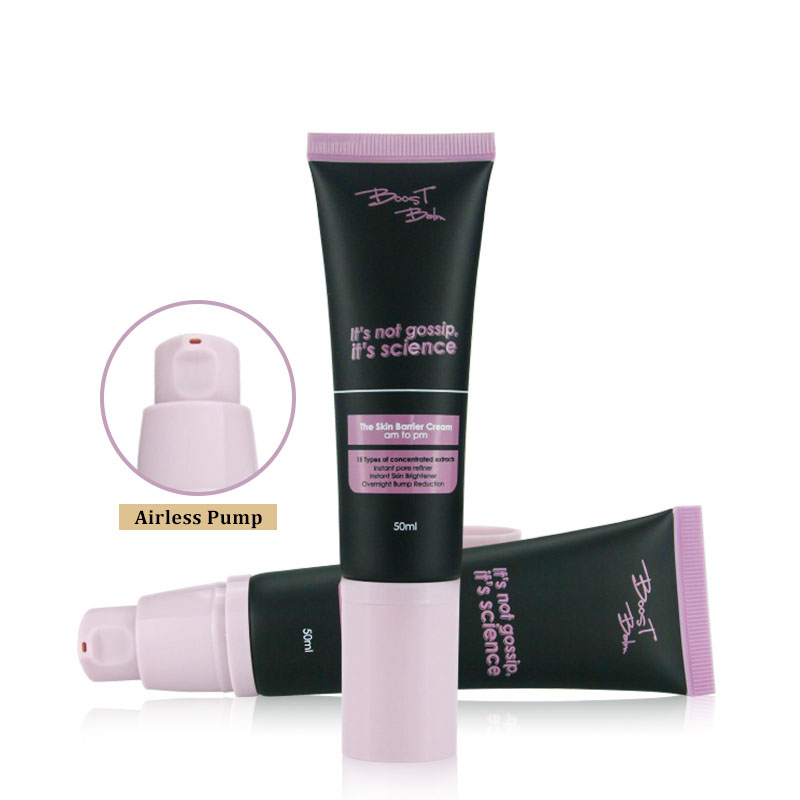 BoosT
Balm
It's not gossip,
it's science
The Skin Barrier Cream
am to pm
15 Types of concentrated extracts
Instant pore refiner
Instant Skin Brightener
Overnight Bump Reduction
50ml
Airless Pump
50ml
It's not gossip,
it's science
BoosT
Balm